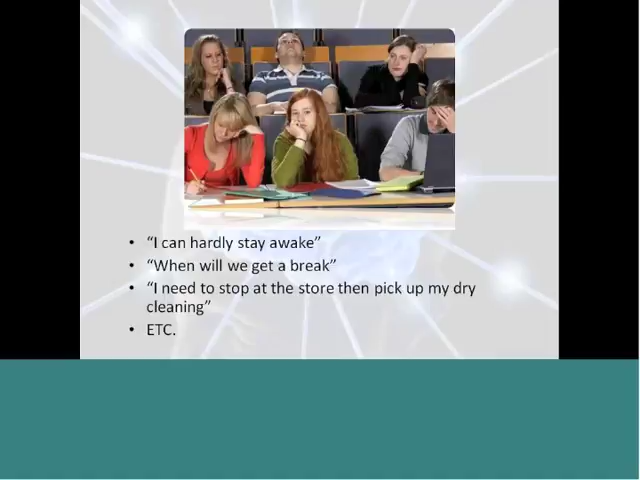 • “I can hardly stay awake”
• “When will we get a break”
• “I need to stop at the store then pick up my dry
cleaning”
• ETC.